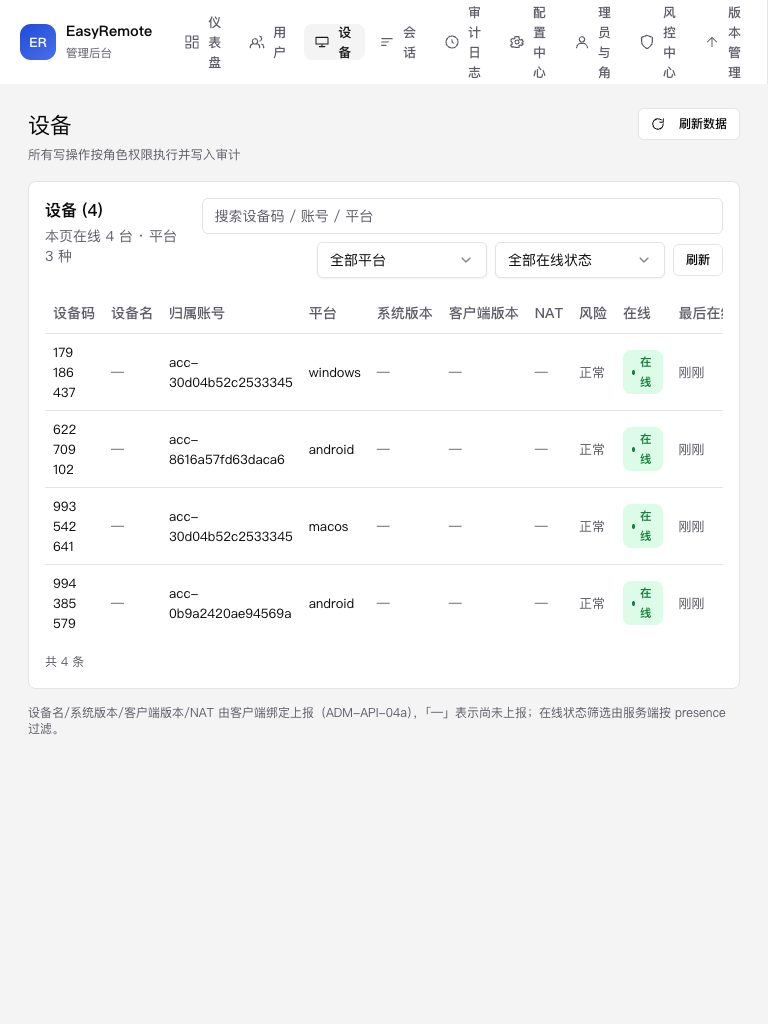 ER
EasyRemote
管理后台
仪表盘
用户
设备
会话
审计日志
配置中心
理员与角
风控中心
版本管理
设备
刷新数据
所有写操作按角色权限执行并写入审计
设备 (4)
本页在线 4 台 · 平台
3 种
搜索设备码 / 账号 / 平台
全部平台
全部在线状态
刷新
设备码 设备名 归属账号 平台 系统版本 客户端版本 NAT 风险 在线 最后在
179 186 437 — acc-30d04b52c2533345 windows — — — 正常 在线 刚刚
622 709 102 — acc-8616a57fd63daca6 android — — — 正常 在线 刚刚
993 542 641 — acc-30d04b52c2533345 macos — — — 正常 在线 刚刚
994 385 579 — acc-0b9a2420ae94569a android — — — 正常 在线 刚刚
共 4 条
设备名/系统版本/客户端版本/NAT 由客户端绑定上报（ADM-API-04a），「—」表示尚未上报；在线状态筛选由服务端按 presence
过滤。